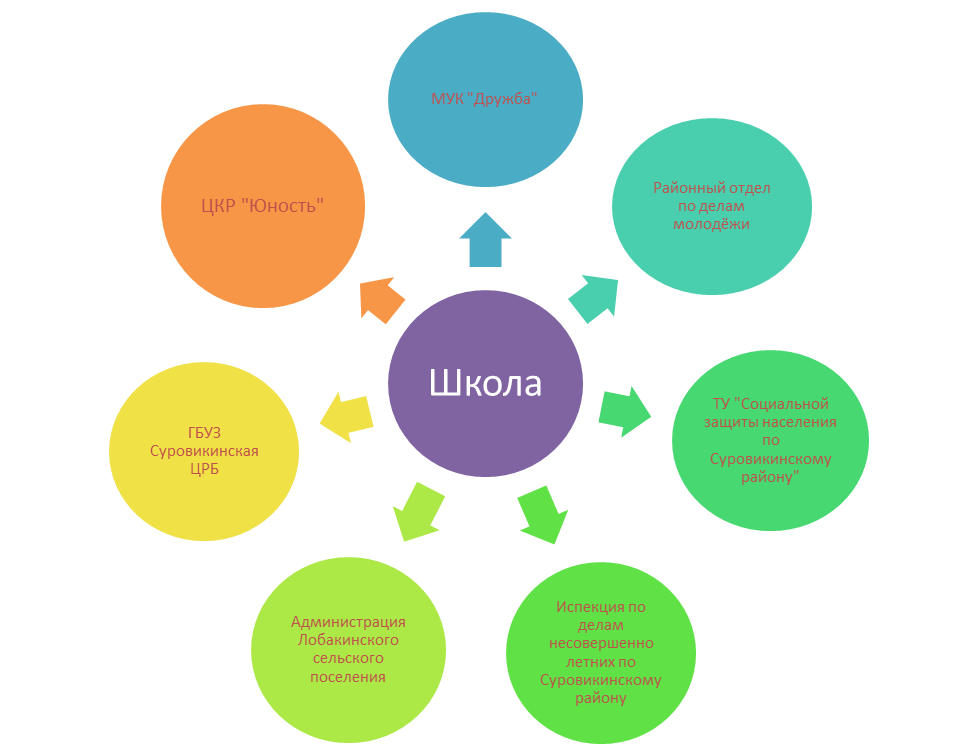 МУК "Дружба"
ЦКР "Юность"
Районный отдел
по делам
молодёжи
Школа
ТУ "Социальной
защиты населения
по
Суровикинскому
району"
ГБУЗ
Суровикинская
ЦРБ
Администрация
Лобакинского
сельского
поселения
Испекция по
делам
несовершенно
летних по
Суровикинскому
району